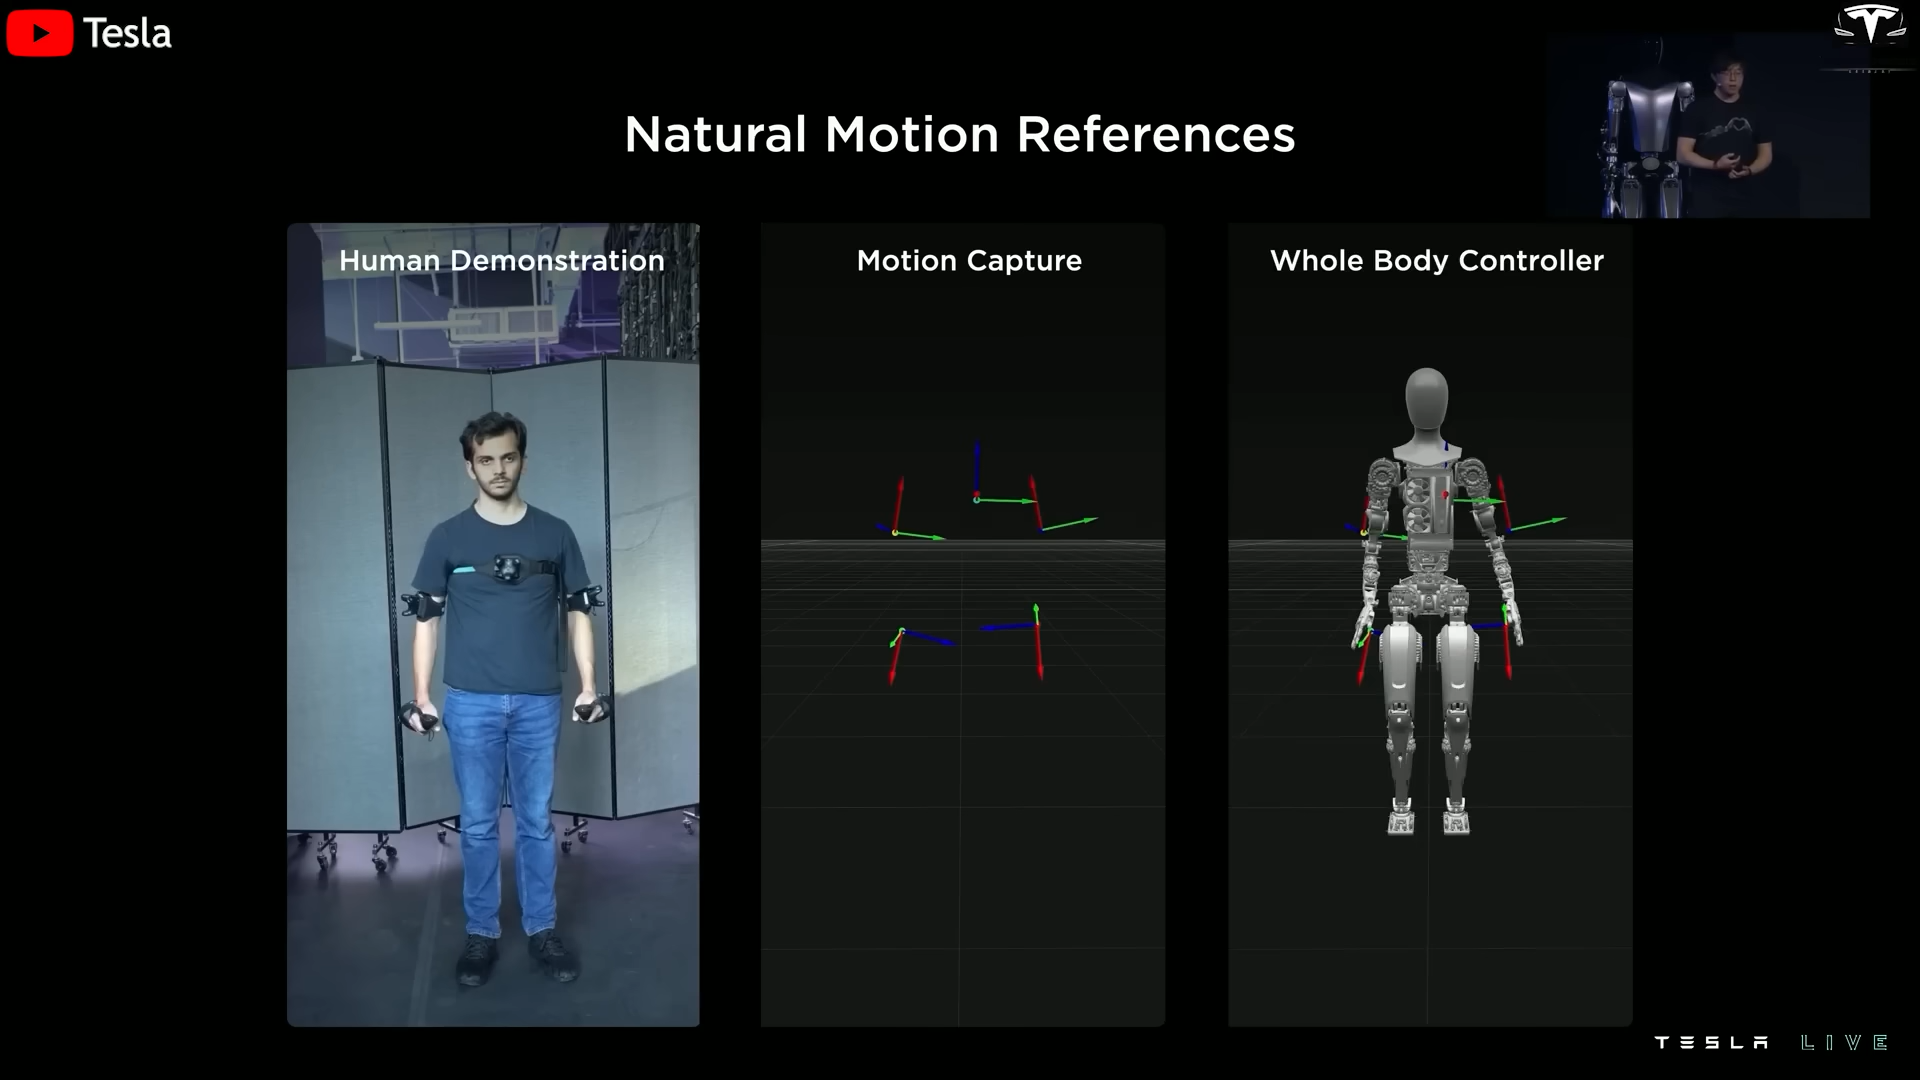 Tesla
Natural Motion References
Human Demonstration
Motion Capture
Whole Body Controller
TESLA LIVE